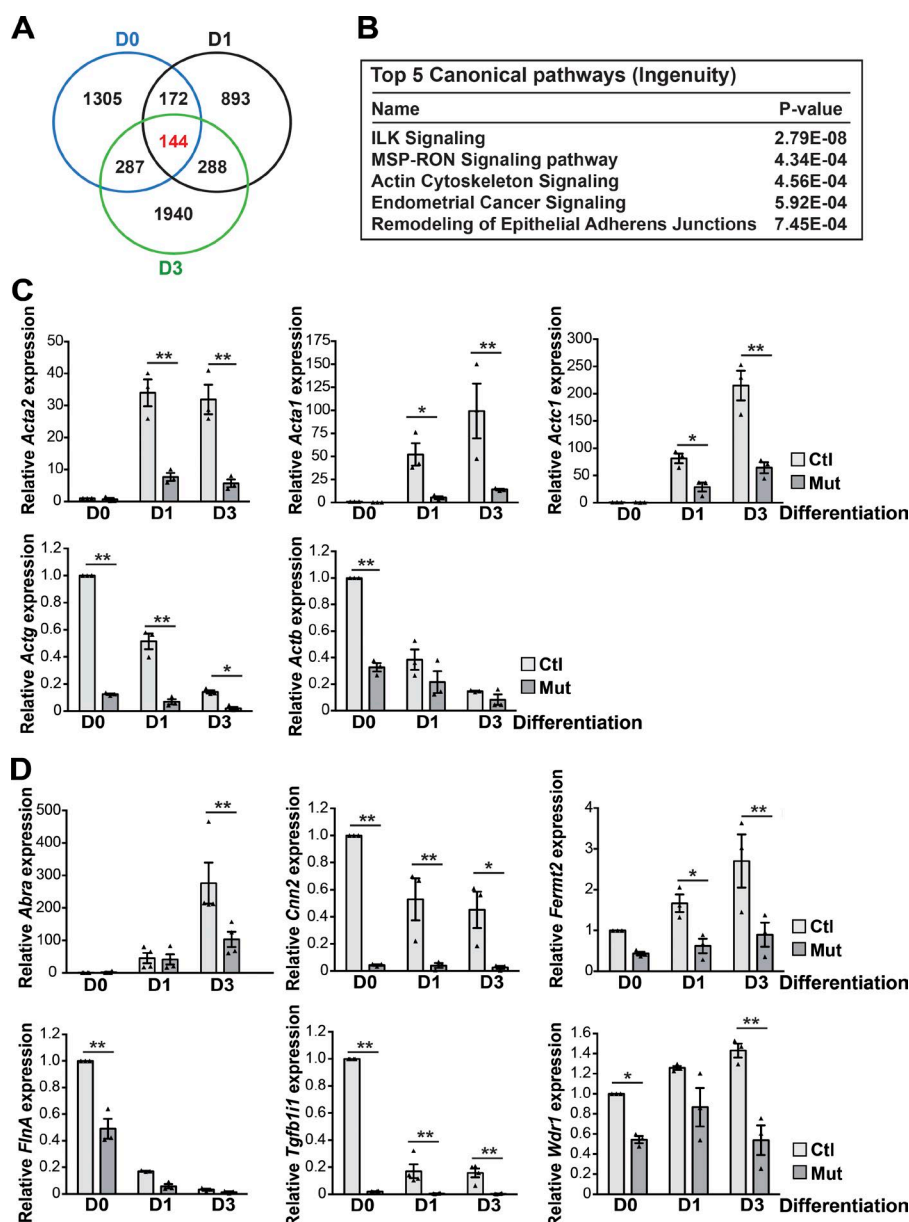 A
D0
D1
1305
172
893
144
287
288
1940
D3
B
Top 5 Canonical pathways (Ingenuity)
Name P-value
ILK Signaling 2.79E-08
MSP-RON Signaling pathway 4.34E-04
Actin Cytoskeleton Signaling 4.56E-04
Endometrial Cancer Signaling 5.92E-04
Remodeling of Epithelial Adherens Junctions 7.45E-04
C
Relative Acta2 expression
50
40
30
20
10
0
** **
D0 D1 D3
Relative Acta1 expression
175
150
125
100
75
50
25
0
* **
D0 D1 D3
Relative Actc1 expression
300
250
200
150
100
50
0
* **
D0 D1 D3
Ctl
Mut
Differentiation
Relative Actg expression
1.2
1.0
0.8
0.6
0.4
0.2
0
** ** *
D0 D1 D3
Relative Actb expression
1.2
1.0
0.8
0.6
0.4
0.2
0
**
D0 D1 D3
Ctl
Mut
Differentiation
D
Relative Abra expression
500
400
300
200
100
0
**
D0 D1 D3
Relative Cnn2 expression
1.2
1.0
0.8
0.6
0.4
0.2
0
** ** *
D0 D1 D3
Relative Fermt2 expression
4
3
2
1
0
* **
D0 D1 D3
Ctl
Mut
Differentiation
Relative FlnA expression
1.2
1.0
0.8
0.6
0.4
0.2
0
**
D0 D1 D3
Relative Tgfb1i1 expression
1.2
1.0
0.8
0.6
0.4
0.2
0
** ** **
D0 D1 D3
Relative Wdr1 expression
1.6
1.4
1.2
1.0
0.8
0.6
0.4
0.2
0
* **
D0 D1 D3
Ctl
Mut
Differentiation